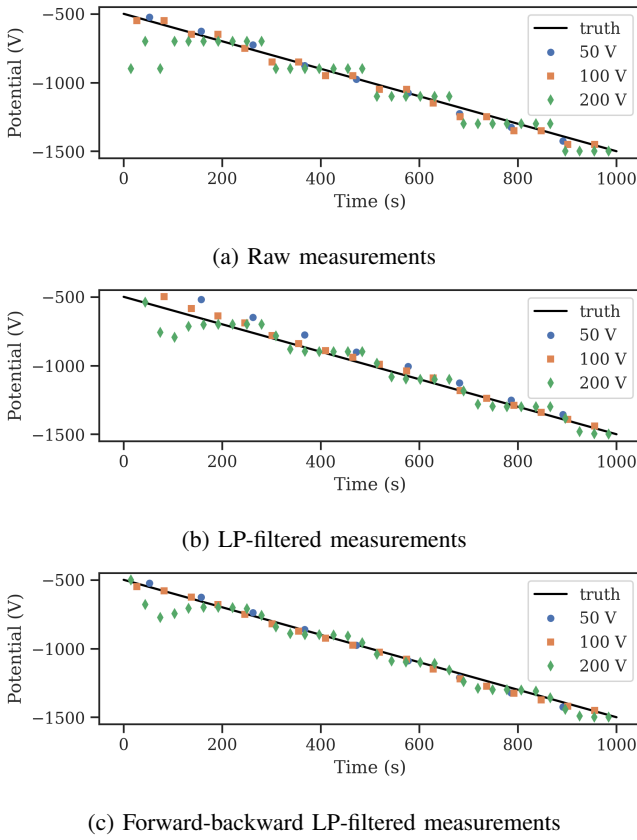 −500
−1000
−1500
Potential (V)
0 200 400 600 800 1000
Time (s)
truth
50 V
100 V
200 V
(a) Raw measurements
−500
−1000
−1500
Potential (V)
0 200 400 600 800 1000
Time (s)
truth
50 V
100 V
200 V
(b) LP-filtered measurements
−500
−1000
−1500
Potential (V)
0 200 400 600 800 1000
Time (s)
truth
50 V
100 V
200 V
(c) Forward-backward LP-filtered measurements